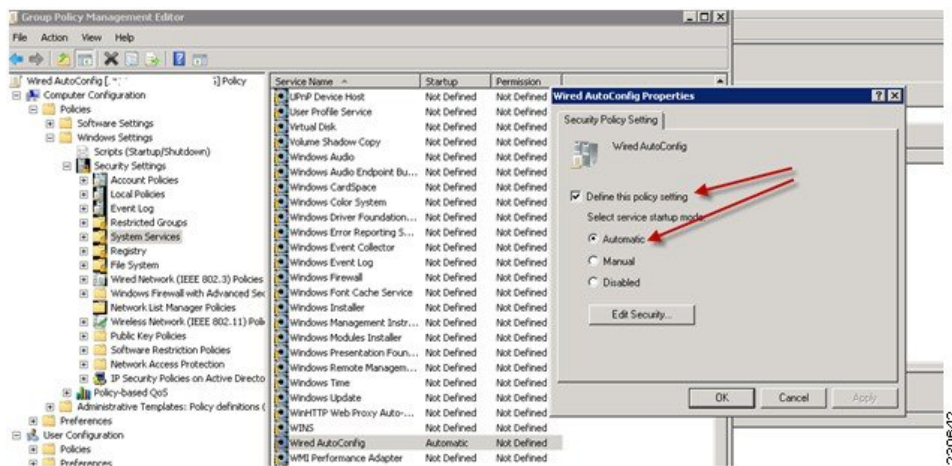 Group Policy Management Editor
File Action View Help
Wired AutoConfig [ ] Policy
Computer Configuration
Policies
Software Settings
Windows Settings
Scripts (Startup/Shutdown)
Security Settings
Account Policies
Local Policies
Event Log
Restricted Groups
System Services
Registry
File System
Wired Network (IEEE 802.3) Policies
Windows Firewall with Advanced Sec
Network List Manager Policies
Wireless Network (IEEE 802.11) Poli
Public Key Policies
Software Restriction Policies
Network Access Protection
IP Security Policies on Active Directo
Policy-based QoS
Administrative Templates: Policy definitions (
Preferences
User Configuration
Policies
Preferences
Service Name Startup Permission
UPnP Device Host Not Defined Not Defined
User Profile Service Not Defined Not Defined
Virtual Disk Not Defined Not Defined
Volume Shadow Copy Not Defined Not Defined
Windows Audio Not Defined Not Defined
Windows Audio Endpoint Bu... Not Defined Not Defined
Windows CardSpace Not Defined Not Defined
Windows Color System Not Defined Not Defined
Windows Driver Foundation... Not Defined Not Defined
Windows Error Reporting S... Not Defined Not Defined
Windows Event Collector Not Defined Not Defined
Windows Event Log Not Defined Not Defined
Windows Firewall Not Defined Not Defined
Windows Font Cache Service Not Defined Not Defined
Windows Installer Not Defined Not Defined
Windows Management Instr... Not Defined Not Defined
Windows Modules Installer Not Defined Not Defined
Windows Presentation Foun... Not Defined Not Defined
Windows Remote Managem... Not Defined Not Defined
Windows Time Not Defined Not Defined
Windows Update Not Defined Not Defined
WinHTTP Web Proxy Auto-... Not Defined Not Defined
WINS Not Defined Not Defined
Wired AutoConfig Automatic Not Defined
WMI Performance Adapter Not Defined Not Defined
Wired AutoConfig Properties
Security Policy Setting
Wired AutoConfig
Define this policy setting
Select service startup mode:
Automatic
Manual
Disabled
Edit Security...
OK Cancel Apply